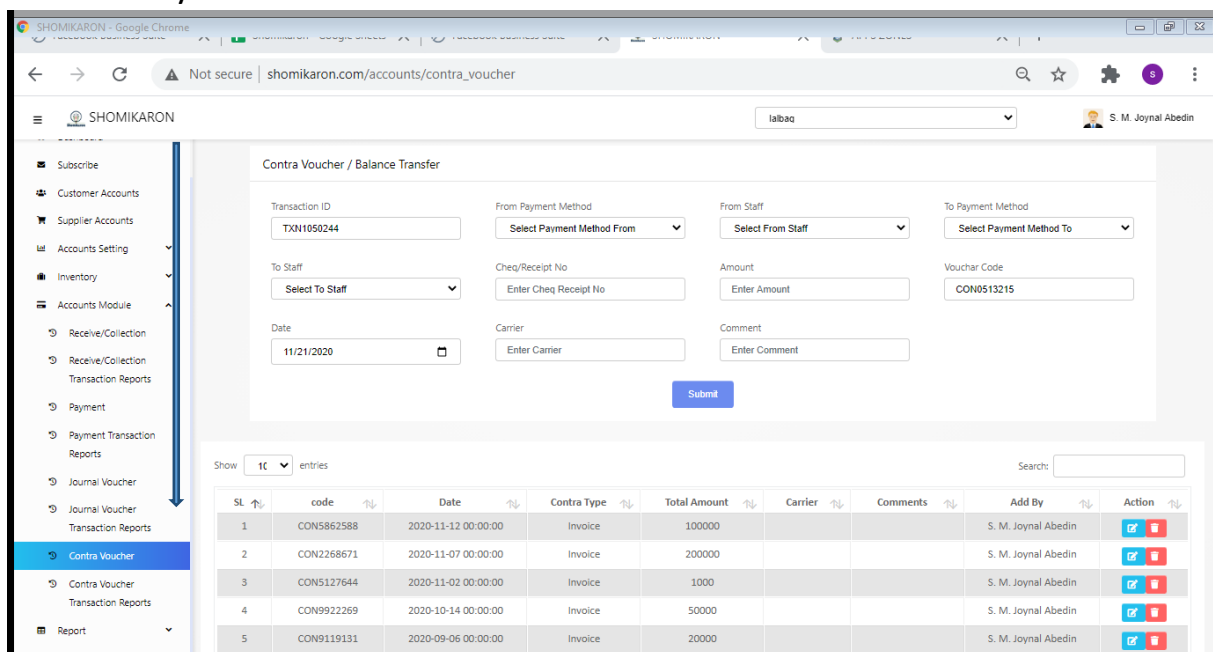 SHOMIKARON - Google Chrome
Not secure | shomikaron.com/accounts/contra_voucher
S
SHOMIKARON
lalbag
S. M. Joynal Abedin
Dashboard
Subscribe
Customer Accounts
Supplier Accounts
Accounts Setting
Inventory
Accounts Module
Receive/Collection
Receive/Collection
Transaction Reports
Payment
Payment Transaction
Reports
Journal Voucher
Journal Voucher
Transaction Reports
Contra Voucher
Contra Voucher
Transaction Reports
Report
Contra Voucher / Balance Transfer
Transaction ID From Payment Method From Staff To Payment Method
TXN1050244 Select Payment Method From Select From Staff Select Payment Method To
To Staff Cheq/Receipt No Amount Vouchar Code
Select To Staff Enter Cheq Receipt No Enter Amount CON0513215
Date Carrier Comment
11/21/2020 Enter Carrier Enter Comment
Submit
Show 10 entries Search:
SL code Date Contra Type Total Amount Carrier Comments Add By Action
1 CON5862588 2020-11-12 00:00:00 Invoice 100000 S. M. Joynal Abedin
2 CON2268671 2020-11-07 00:00:00 Invoice 200000 S. M. Joynal Abedin
3 CON5127644 2020-11-02 00:00:00 Invoice 1000 S. M. Joynal Abedin
4 CON9922269 2020-10-14 00:00:00 Invoice 50000 S. M. Joynal Abedin
5 CON9119131 2020-09-06 00:00:00 Invoice 20000 S. M. Joynal Abedin